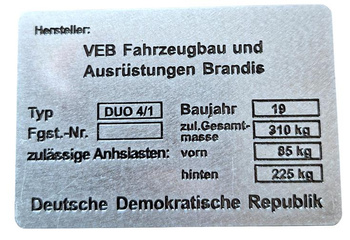 Hersteller:
VEB Fahrzeugbau und
Ausrüstungen Brandis
Typ DUO 4/1 Baujahr 19
Fgst.-Nr. zul.Gesamt-
masse 310 kg
zulässige Anhslasten: vorn 85 kg
hinten 225 kg
Deutsche Demokratische Republik